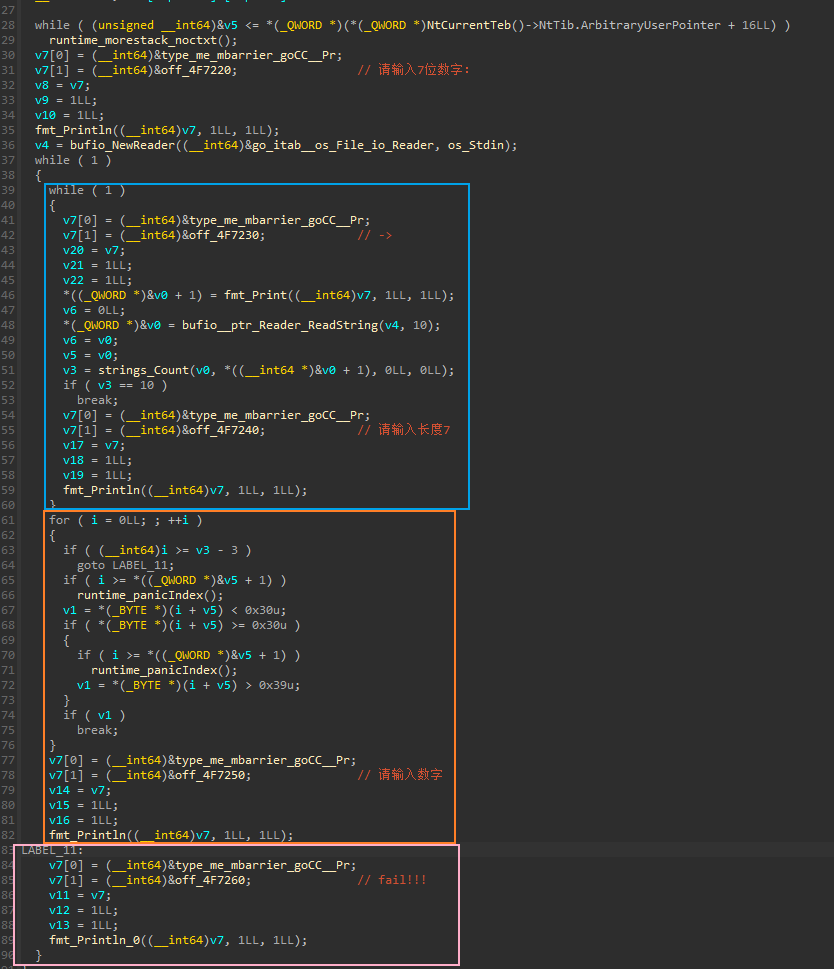 27
28 while ( (unsigned __int64)&v5 <= *(_QWORD *)(*(_QWORD *)NtCurrentTeb()->NtTib.ArbitraryUserPointer + 16LL) )
29 runtime_morestack_noctxt();
30 v7[0] = (__int64)&type_me_mbarrier_goCC__Pr;
31 v7[1] = (__int64)&off_4F7220; // 请输入7位数字:
32 v8 = v7;
33 v9 = 1LL;
34 v10 = 1LL;
35 fmt_Println((__int64)v7, 1LL, 1LL);
36 v4 = bufio_NewReader((__int64)&go_itab__os_File_io_Reader, os_Stdin);
37 while ( 1 )
38 {
39 while ( 1 )
40 {
41 v7[0] = (__int64)&type_me_mbarrier_goCC__Pr;
42 v7[1] = (__int64)&off_4F7230; // ->
43 v20 = v7;
44 v21 = 1LL;
45 v22 = 1LL;
46 *((_QWORD *)&v0 + 1) = fmt_Print((__int64)v7, 1LL, 1LL);
47 v6 = 0LL;
48 *(_QWORD *)&v0 = bufio__ptr_Reader_ReadString(v4, 10);
49 v6 = v0;
50 v5 = v0;
51 v3 = strings_Count(v0, *((__int64 *)&v0 + 1), 0LL, 0LL);
52 if ( v3 == 10 )
53 break;
54 v7[0] = (__int64)&type_me_mbarrier_goCC__Pr;
55 v7[1] = (__int64)&off_4F7240; // 请输入长度7
56 v17 = v7;
57 v18 = 1LL;
58 v19 = 1LL;
59 fmt_Println((__int64)v7, 1LL, 1LL);
60 }
61 for ( i = 0LL; ; ++i )
62 {
63 if ( (__int64)i >= v3 - 3 )
64 goto LABEL_11;
65 if ( i >= *((_QWORD *)&v5 + 1) )
66 runtime_panicIndex();
67 v1 = *(_BYTE *)(i + v5) < 0x30u;
68 if ( *(_BYTE *)(i + v5) >= 0x30u )
69 {
70 if ( i >= *((_QWORD *)&v5 + 1) )
71 runtime_panicIndex();
72 v1 = *(_BYTE *)(i + v5) > 0x39u;
73 }
74 if ( v1 )
75 break;
76 }
77 v7[0] = (__int64)&type_me_mbarrier_goCC__Pr;
78 v7[1] = (__int64)&off_4F7250; // 请输入数字
79 v14 = v7;
80 v15 = 1LL;
81 v16 = 1LL;
82 fmt_Println((__int64)v7, 1LL, 1LL);
83 LABEL_11:
84 v7[0] = (__int64)&type_me_mbarrier_goCC__Pr;
85 v7[1] = (__int64)&off_4F7260; // fail!!!
86 v11 = v7;
87 v12 = 1LL;
88 v13 = 1LL;
89 fmt_Println_0((__int64)v7, 1LL, 1LL);
90 }